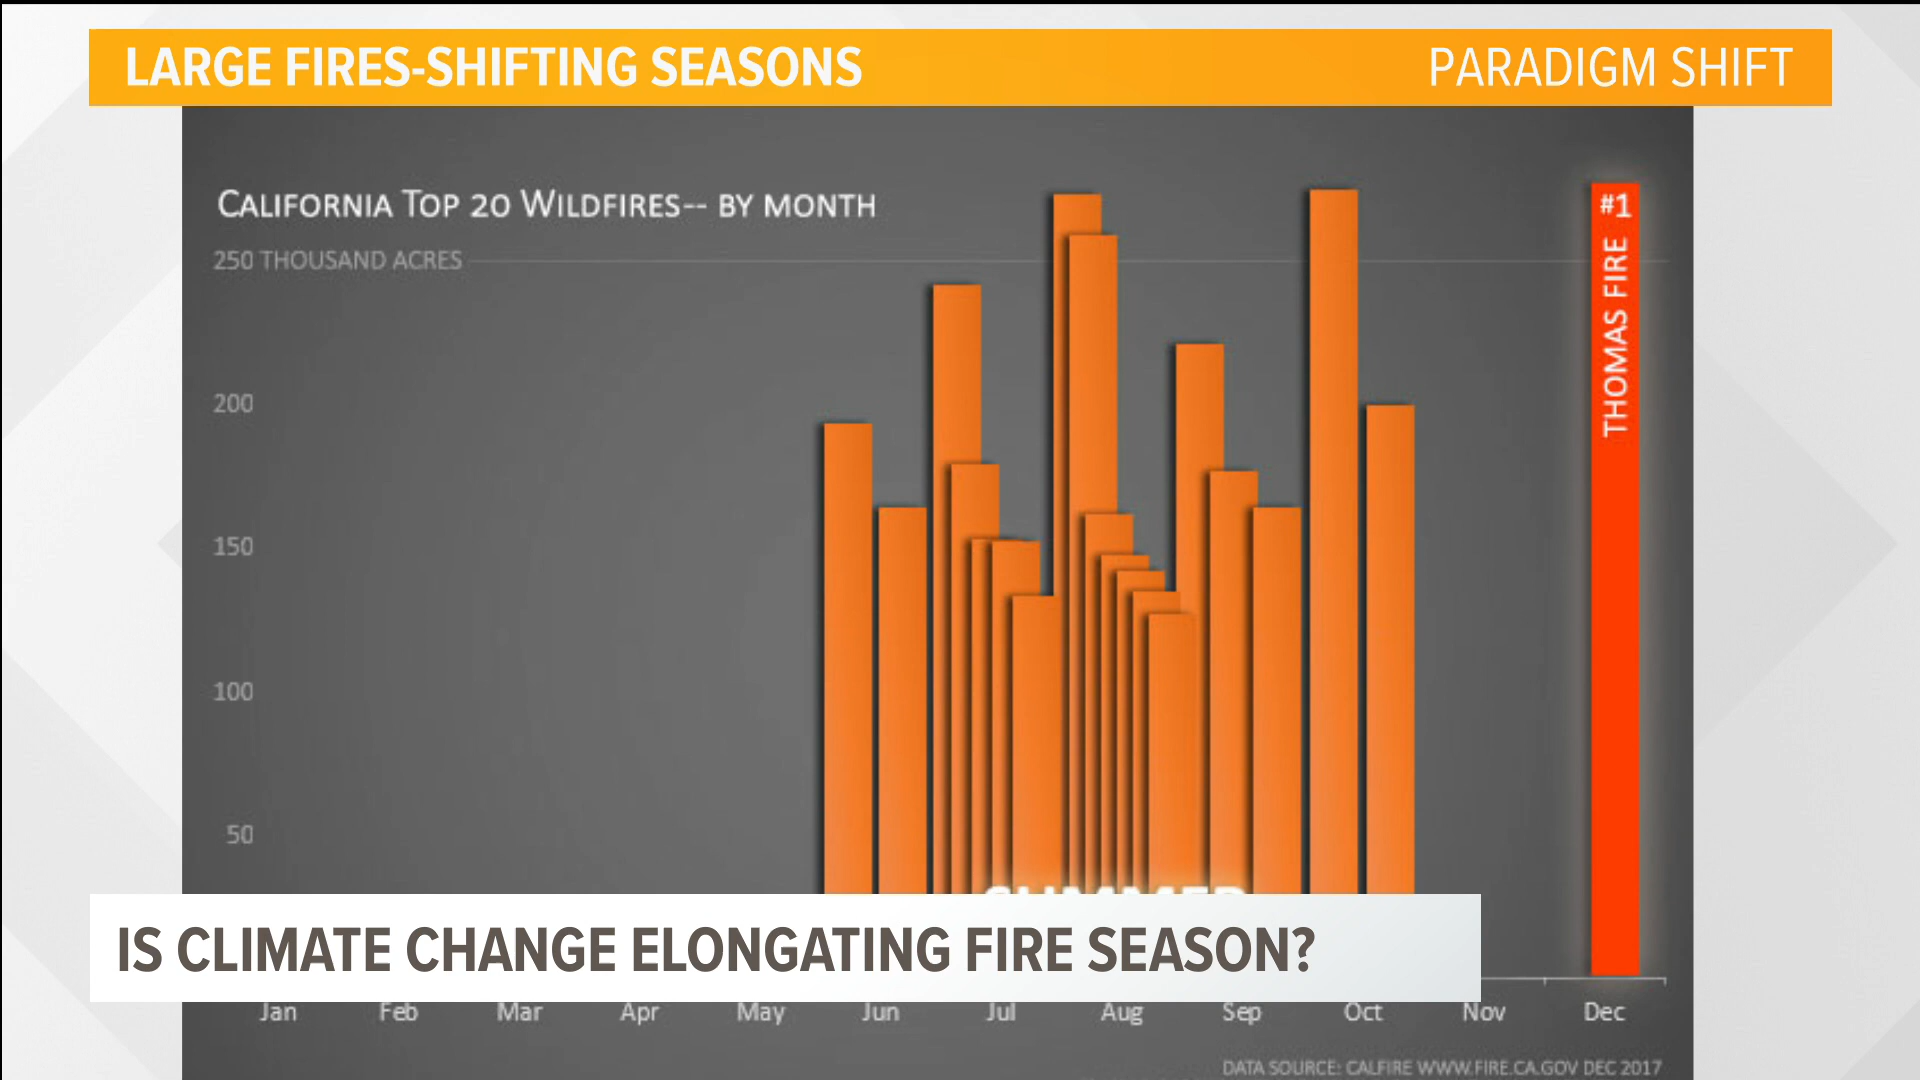 LARGE FIRES-SHIFTING SEASONS
PARADIGM SHIFT
CALIFORNIA TOP 20 WILDFIRES-- BY MONTH
#1
THOMAS FIRE
250 THOUSAND ACRES
200
150
100
50
IS CLIMATE CHANGE ELONGATING FIRE SEASON?
Jan Feb Mar Apr May Jun Jul Aug Sep Oct Nov Dec
DATA SOURCE: CALFIRE WWW.FIRE.CA.GOV DEC 2017